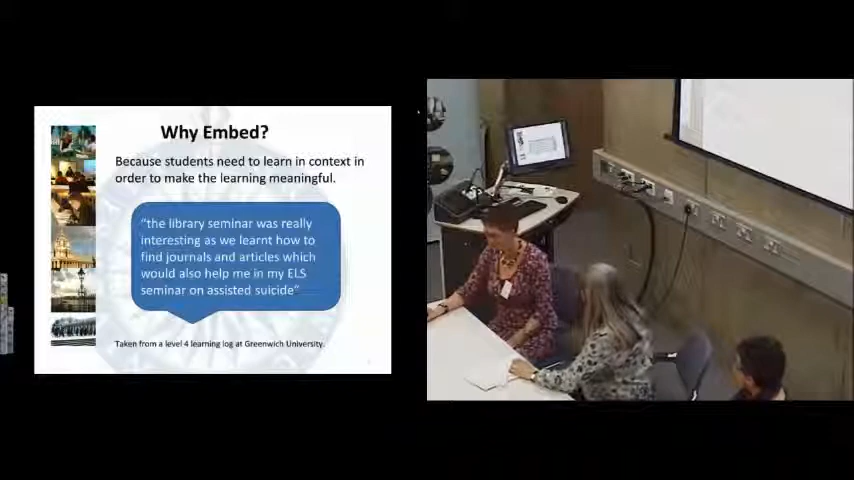 Why Embed?
Because students need to learn in context in
order to make the learning meaningful.
"the library seminar was really
interesting as we learnt how to
find journals and articles which
would also help me in my ELS
seminar on assisted suicide"
Taken from a level 4 learning log at Greenwich University.